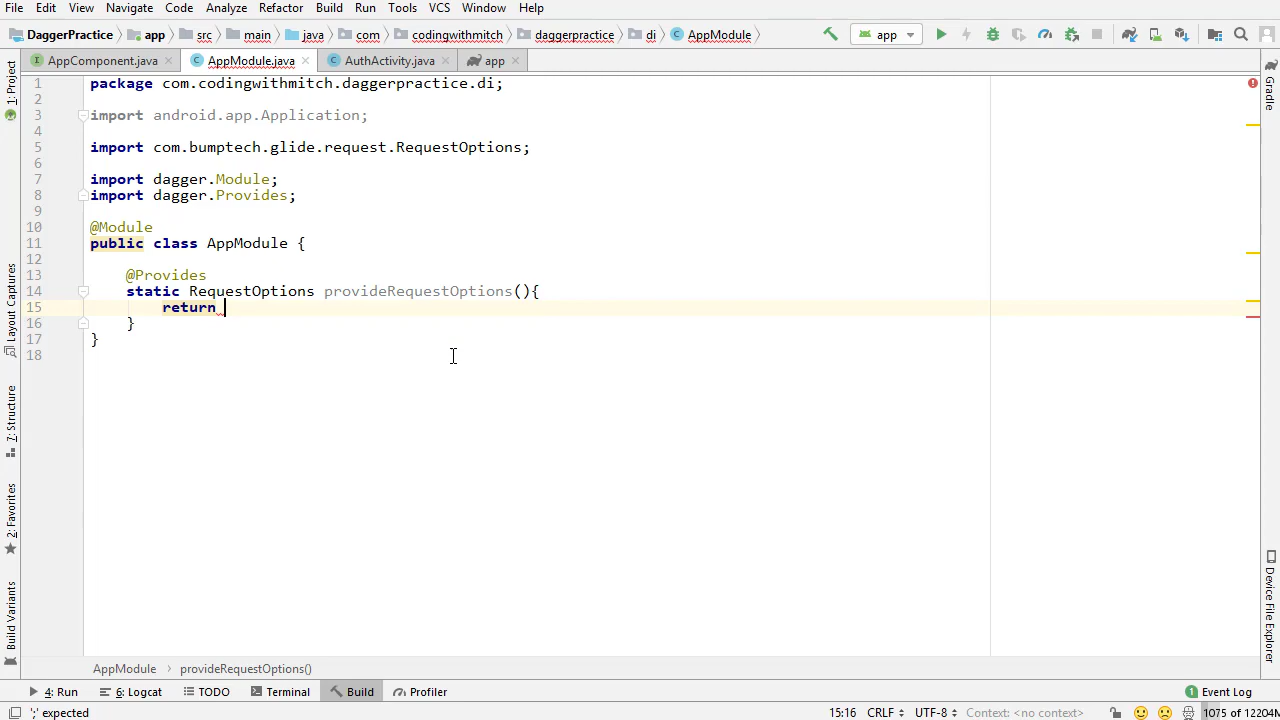 File Edit View Navigate Code Analyze Refactor Build Run Tools VCS Window Help
DaggerPractice app src main java com codingwithmitch daggerpractice di AppModule app
AppComponent.java AppModule.java AuthActivity.java app
1 package com.codingwithmitch.daggerpractice.di;
2
3 import android.app.Application;
4
5 import com.bumptech.glide.request.RequestOptions;
6
7 import dagger.Module;
8 import dagger.Provides;
9
10 @Module
11 public class AppModule {
12
13 @Provides
14 static RequestOptions provideRequestOptions(){
15 return
16 }
17 }
18
1: Project
Layout Captures
7: Structure
2: Favorites
Build Variants
Gradle
Device File Explorer
AppModule › provideRequestOptions()
4: Run 6: Logcat TODO Terminal Build Profiler 1 Event Log
';' expected 15:16 CRLF UTF-8 Context: <no context> 1075 of 12204M